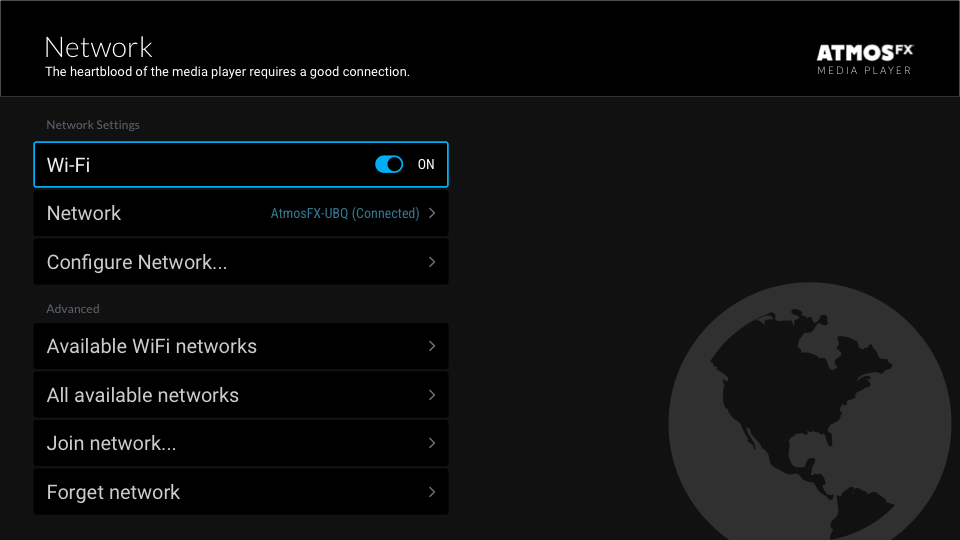 Network
The heartblood of the media player requires a good connection.
ATMOSFX
MEDIA PLAYER
Network Settings
Wi-Fi ON
Network AtmosFX-UBQ (Connected)
Configure Network...
Advanced
Available WiFi networks
All available networks
Join network...
Forget network